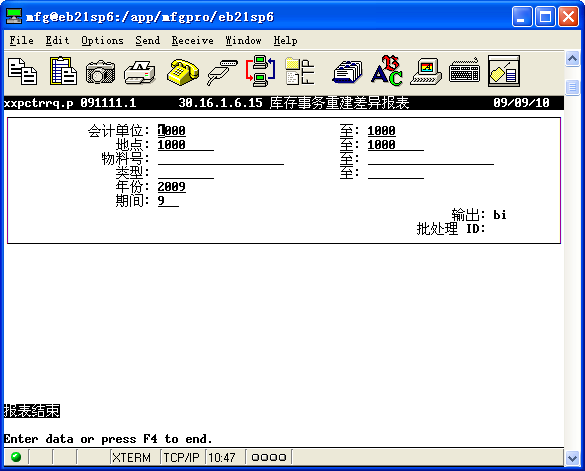 mfg@eb21sp6:/app/mfgpro/eb21sp6
File Edit Options Send Receive Window Help
xxpctrrq.p 091111.1 30.16.1.6.15 库存事务重建差异报表 09/09/10
会计单位: 1000 至: 1000
地点: 1000 至: 1000
物料号: 至:
类型: 至:
年份: 2009
期间: 9
输出: bi
批处理 ID:
报表结束
Enter data or press F4 to end.
XTERM TCP/IP 10:47